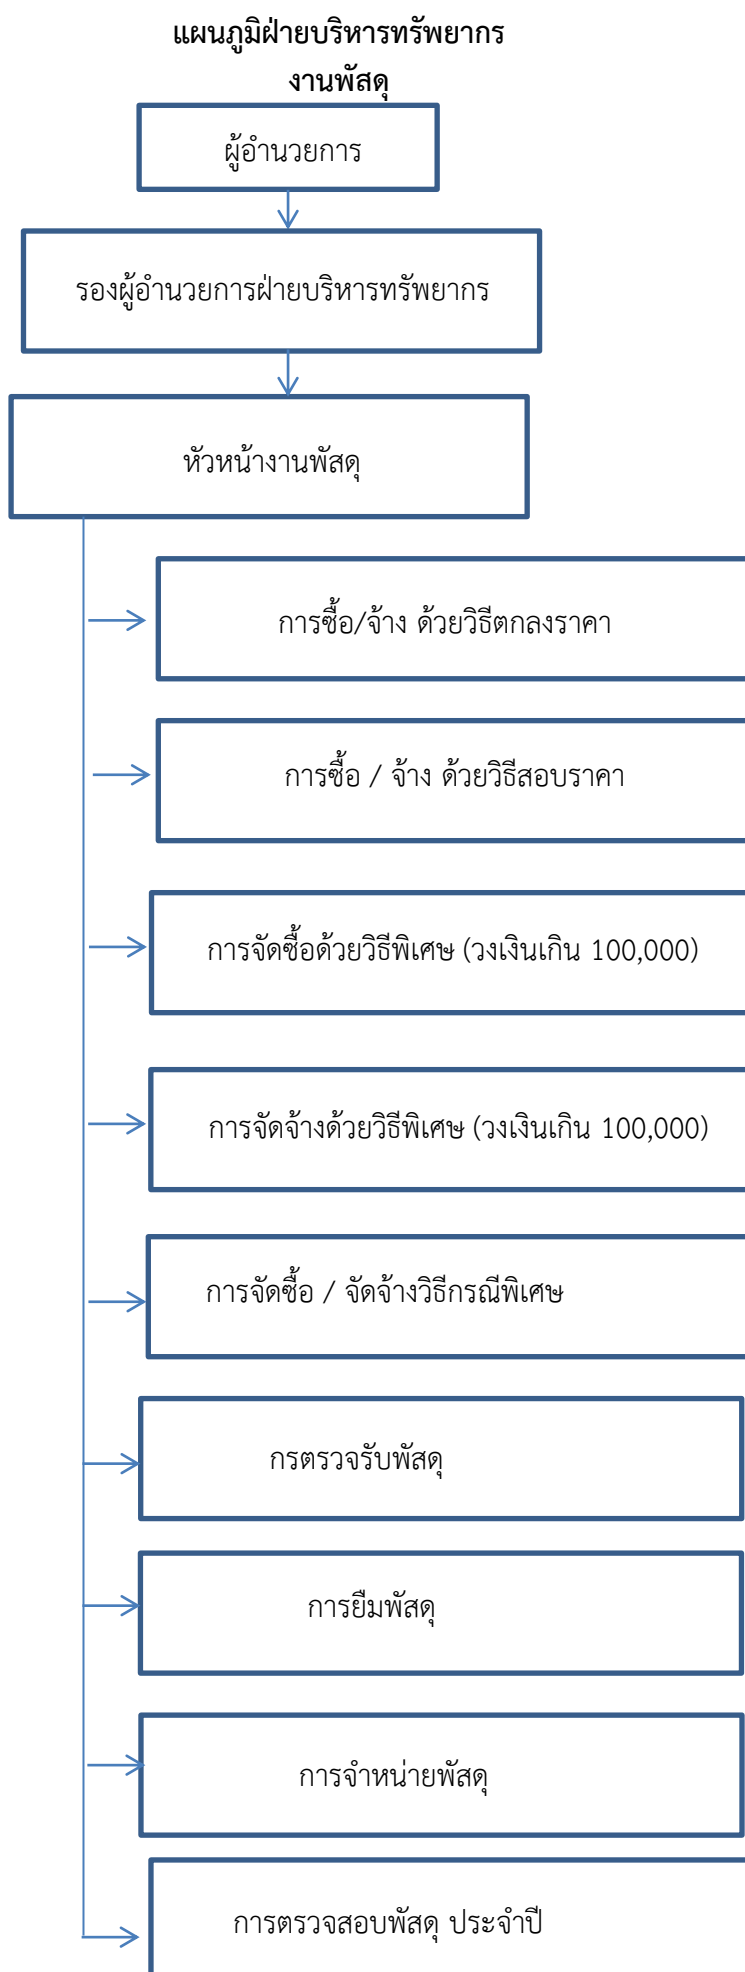 แผนภูมิฝ่ายบริหารทรัพยากร
งานพัสดุ
ผู้อำนวยการ
รองผู้อำนวยการฝ่ายบริหารทรัพยากร
หัวหน้างานพัสดุ
การซื้อ/จ้าง ด้วยวิธีตกลงราคา
การซื้อ / จ้าง ด้วยวิธีสอบราคา
การจัดซื้อด้วยวิธีพิเศษ (วงเงินเกิน 100,000)
การจัดจ้างด้วยวิธีพิเศษ (วงเงินเกิน 100,000)
การจัดซื้อ / จัดจ้างวิธีกรณีพิเศษ
กรตรวจรับพัสดุ
การยืมพัสดุ
การจำหน่ายพัสดุ
การตรวจสอบพัสดุ ประจำปี